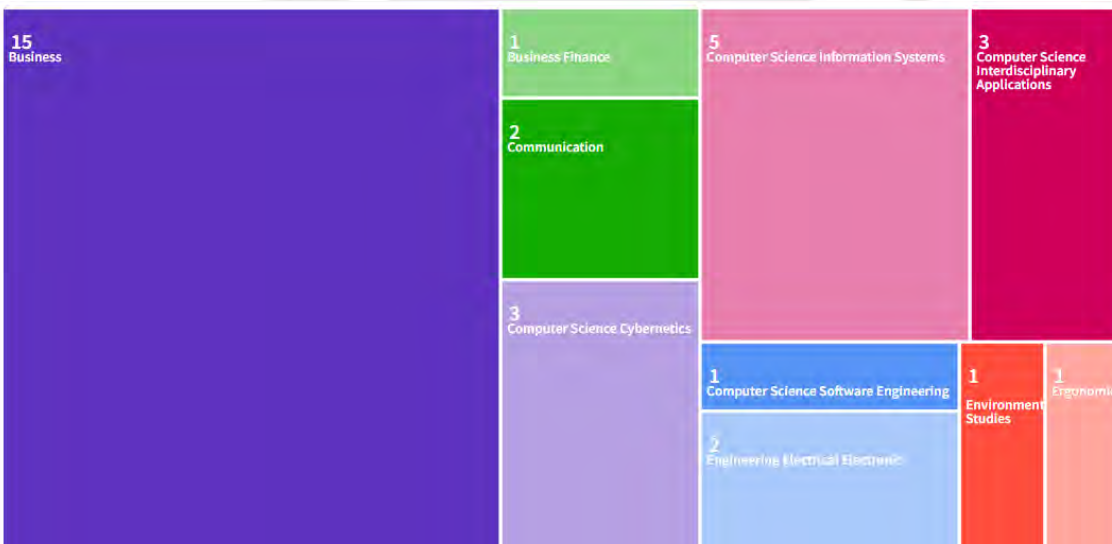 15
Business
1
Business Finance
2
Communication
3
Computer Science Cybernetics
5
Computer Science Information Systems
3
Computer Science
Interdisciplinary
Applications
1
Computer Science Software Engineering
2
Engineering Electrical Electronic
1
Environment
Studies
1
Ergonomic